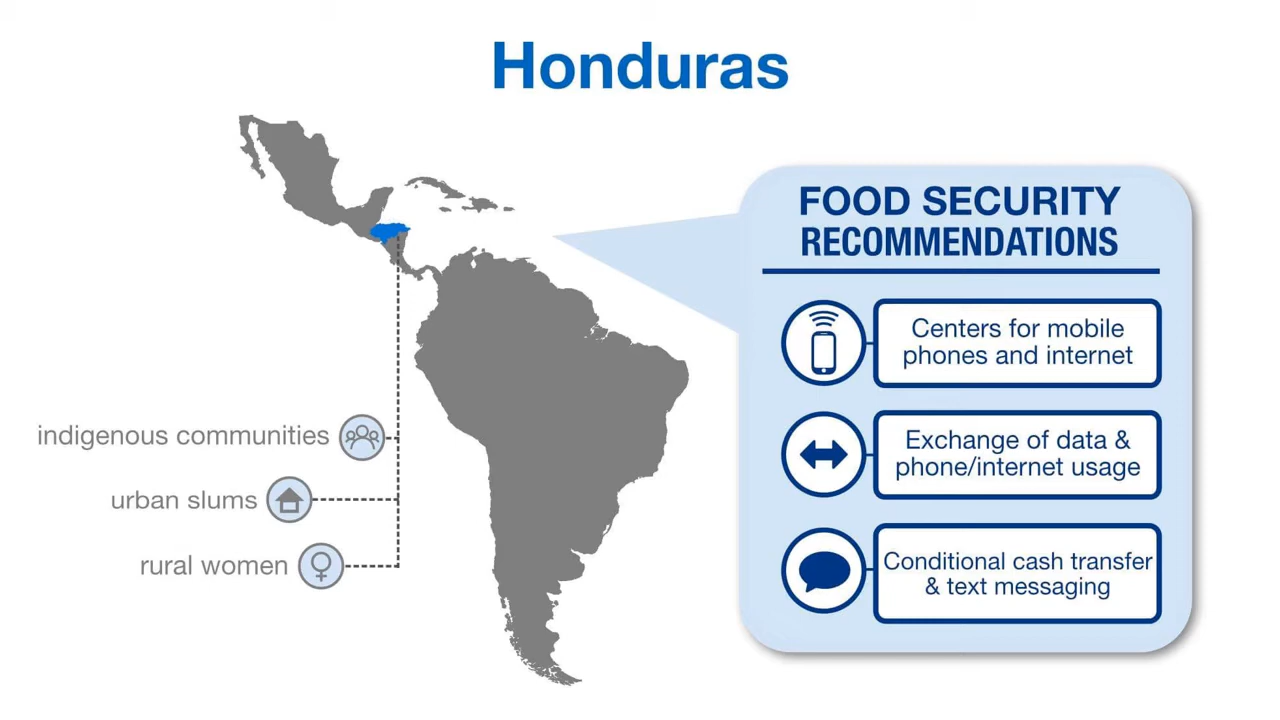 Honduras
indigenous communities
urban slums
rural women
FOOD SECURITY
RECOMMENDATIONS
Centers for mobile
phones and internet
Exchange of data &
phone/internet usage
Conditional cash transfer
& text messaging